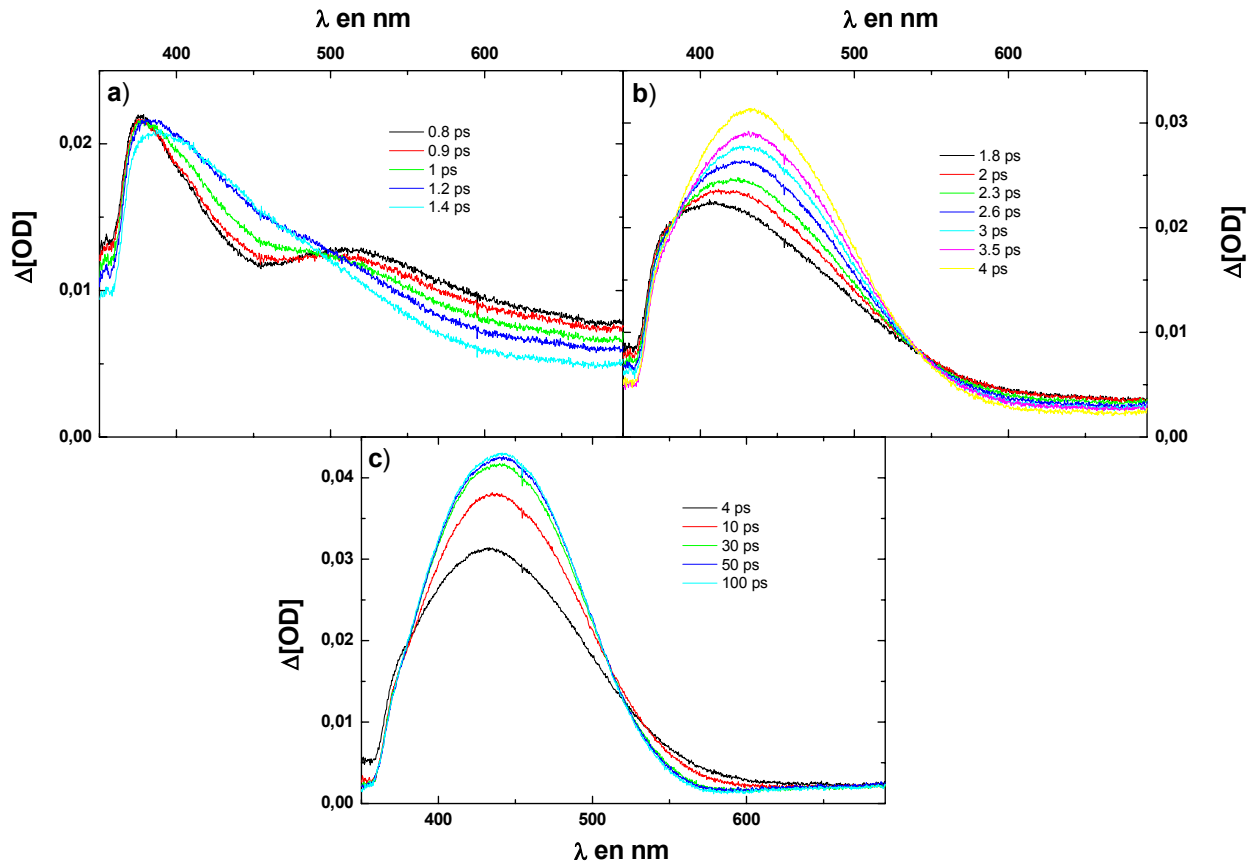 λ en nm
400 500 600
a)
0.8 ps
0.9 ps
1 ps
1.2 ps
1.4 ps
0,02
0,01
0,00
Δ[OD]
λ en nm
400 500 600
b)
1.8 ps
2 ps
2.3 ps
2.6 ps
3 ps
3.5 ps
4 ps
0,03
0,02
0,01
0,00
Δ[OD]
c)
4 ps
10 ps
30 ps
50 ps
100 ps
0,04
0,03
0,02
0,01
0,00
Δ[OD]
400 500 600
λ en nm